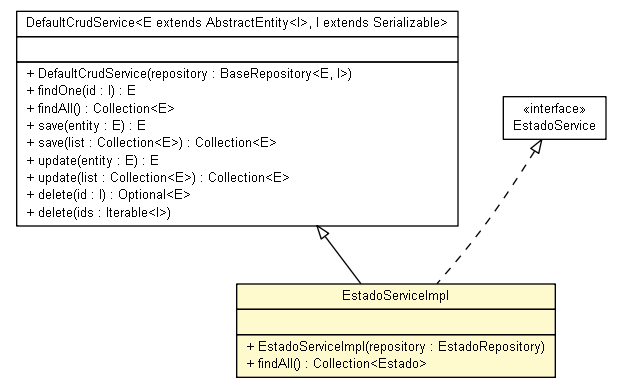 DefaultCrudService<E extends AbstractEntity<I>, I extends Serializable>
+ DefaultCrudService(repository : BaseRepository<E, I>)
+ findOne(id : I) : E
+ findAll() : Collection<E>
+ save(entity : E) : E
+ save(list : Collection<E>) : Collection<E>
+ update(entity : E) : E
+ update(list : Collection<E>) : Collection<E>
+ delete(id : I) : Optional<E>
+ delete(ids : Iterable<I>)
«interface»
EstadoService
EstadoServiceImpl
+ EstadoServiceImpl(repository : EstadoRepository)
+ findAll() : Collection<Estado>